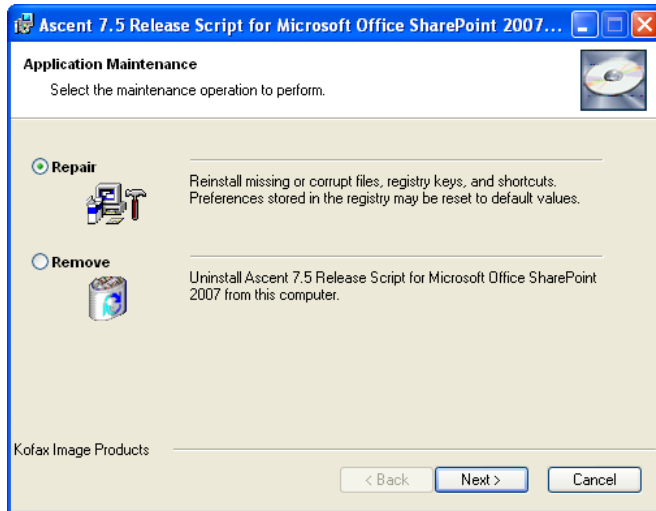 Ascent 7.5 Release Script for Microsoft Office SharePoint 2007...
Application Maintenance
Select the maintenance operation to perform.
Repair
Reinstall missing or corrupt files, registry keys, and shortcuts.
Preferences stored in the registry may be reset to default values.
Remove
Uninstall Ascent 7.5 Release Script for Microsoft Office SharePoint
2007 from this computer.
Kofax Image Products
< Back
Next >
Cancel